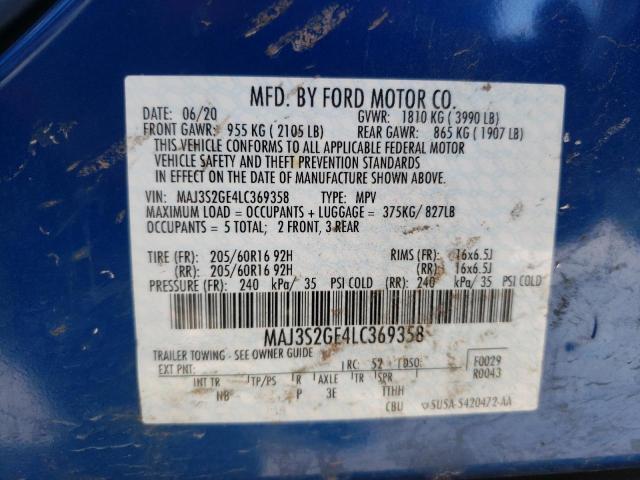 MFD. BY FORD MOTOR CO.
DATE: 06/20 GVWR: 1810 KG ( 3990 LB)
FRONT GAWR: 955 KG ( 2105 LB) REAR GAWR: 865 KG ( 1907 LB)
THIS VEHICLE CONFORMS TO ALL APPLICABLE FEDERAL MOTOR
VEHICLE SAFETY AND THEFT PREVENTION STANDARDS
IN EFFECT ON THE DATE OF MANUFACTURE SHOWN ABOVE.
VIN: MAJ3S2GE4LC369358 TYPE: MPV
MAXIMUM LOAD = OCCUPANTS + LUGGAGE = 375KG/ 827LB
OCCUPANTS = 5 TOTAL; 2 FRONT, 3 REAR
TIRE (FR): 205/60R16 92H RIMS (FR): 16x6.5J
(RR): 205/60R16 92H (RR): 16x6.5J
PRESSURE (FR): 240 kPa/ 35 PSI COLD (RR): 240 kPa/ 35 PSI COLD
MAJ3S2GE4LC369358
TRAILER TOWING - SEE OWNER GUIDE
EXT PNT: RC: 52 DSO: F0029
R0043
INT TR TP/PS R AXLE TR SPR
NB P 3E TTHH
CBU SU5A-5420472-AA